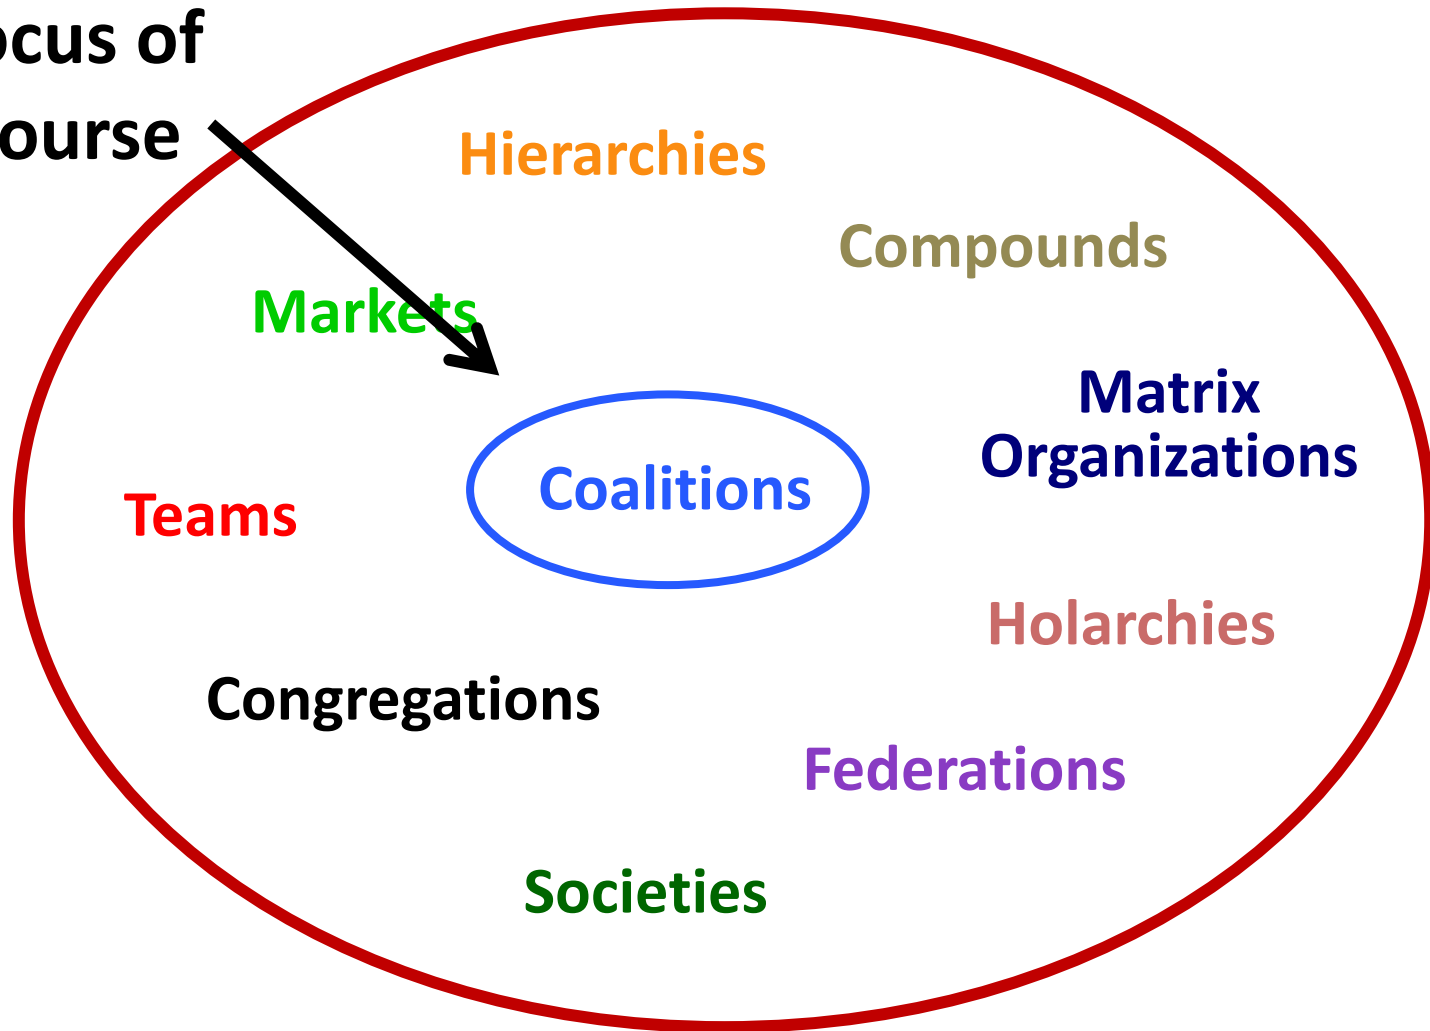 ocus of
ourse
Hierarchies
Compounds
Markets
Matrix
Organizations
Coalitions
Teams
Holarchies
Congregations
Federations
Societies